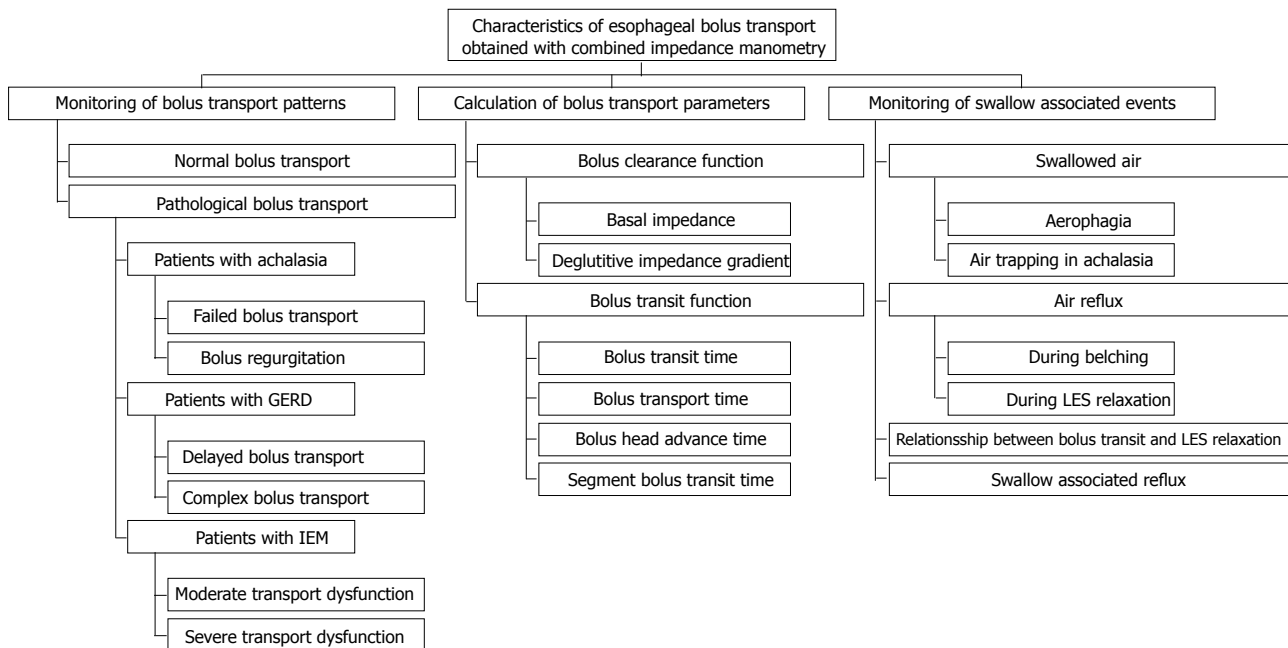 Characteristics of esophageal bolus transport
obtained with combined impedance manometry
Monitoring of bolus transport patterns
Normal bolus transport
Pathological bolus transport
Patients with achalasia
Failed bolus transport
Bolus regurgitation
Patients with GERD
Delayed bolus transport
Complex bolus transport
Patients with IEM
Moderate transport dysfunction
Severe transport dysfunction
Calculation of bolus transport parameters
Bolus clearance function
Basal impedance
Deglutitive impedance gradient
Bolus transit function
Bolus transit time
Bolus transport time
Bolus head advance time
Segment bolus transit time
Monitoring of swallow associated events
Swallowed air
Aerophagia
Air trapping in achalasia
Air reflux
During belching
During LES relaxation
Relationsship between bolus transit and LES relaxation
Swallow associated reflux